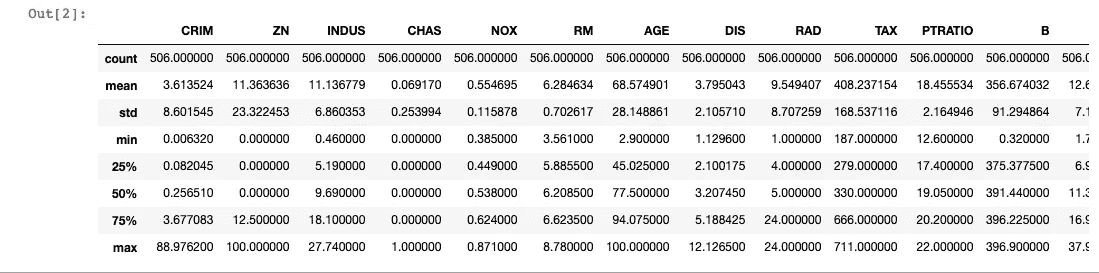 Out[2]:
CRIM ZN INDUS CHAS NOX RM AGE DIS RAD TAX PTRATIO B
count 506.000000 506.000000 506.000000 506.000000 506.000000 506.000000 506.000000 506.000000 506.000000 506.000000 506.000000 506.000000 506.0
mean 3.613524 11.363636 11.136779 0.069170 0.554695 6.284634 68.574901 3.795043 9.549407 408.237154 18.455534 356.674032 12.6
std 8.601545 23.322453 6.860353 0.253994 0.115878 0.702617 28.148861 2.105710 8.707259 168.537116 2.164946 91.294864 7.1
min 0.006320 0.000000 0.460000 0.000000 0.385000 3.561000 2.900000 1.129600 1.000000 187.000000 12.600000 0.320000 1.7
25% 0.082045 0.000000 5.190000 0.000000 0.449000 5.885500 45.025000 2.100175 4.000000 279.000000 17.400000 375.377500 6.9
50% 0.256510 0.000000 9.690000 0.000000 0.538000 6.208500 77.500000 3.207450 5.000000 330.000000 19.050000 391.440000 11.3
75% 3.677083 12.500000 18.100000 0.000000 0.624000 6.623500 94.075000 5.188425 24.000000 666.000000 20.200000 396.225000 16.9
max 88.976200 100.000000 27.740000 1.000000 0.871000 8.780000 100.000000 12.126500 24.000000 711.000000 22.000000 396.900000 37.9